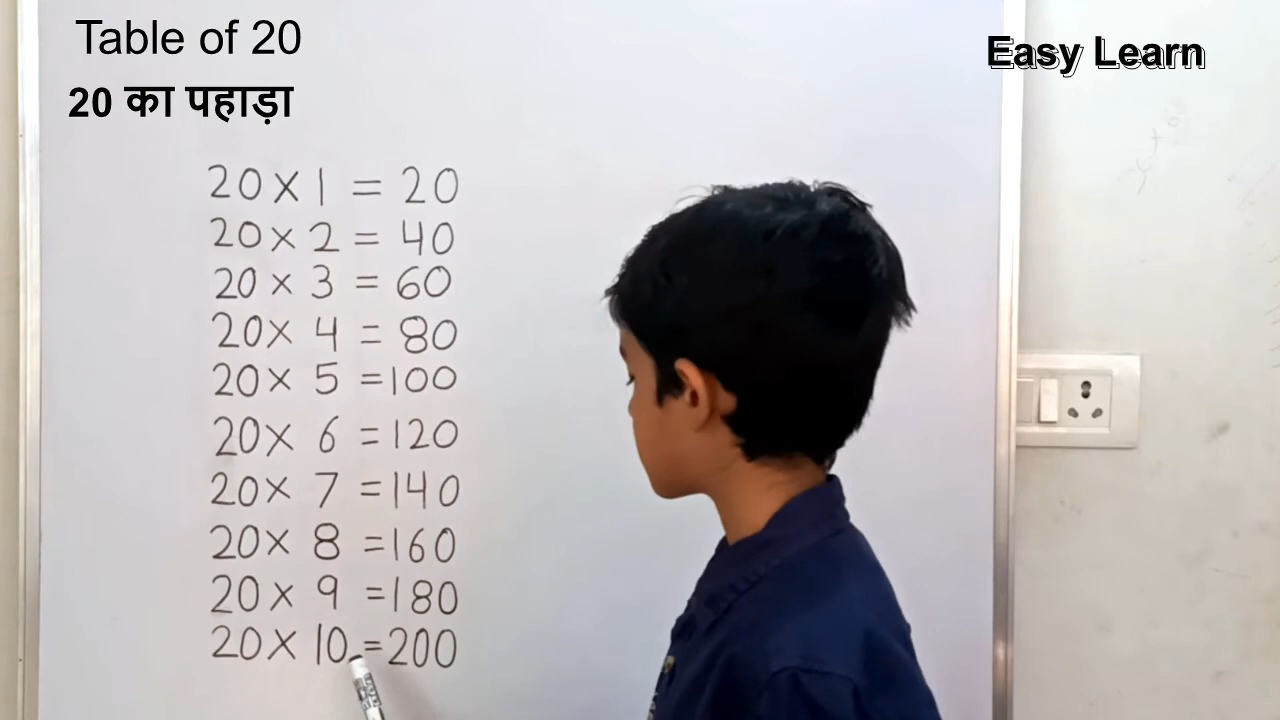 Table of 20
20 का पहाड़ा
Easy Learn
20 × 1 = 20
20 × 2 = 40
20 × 3 = 60
20 × 4 = 80
20 × 5 = 100
20 × 6 = 120
20 × 7 = 140
20 × 8 = 160
20 × 9 = 180
20 × 10 = 200